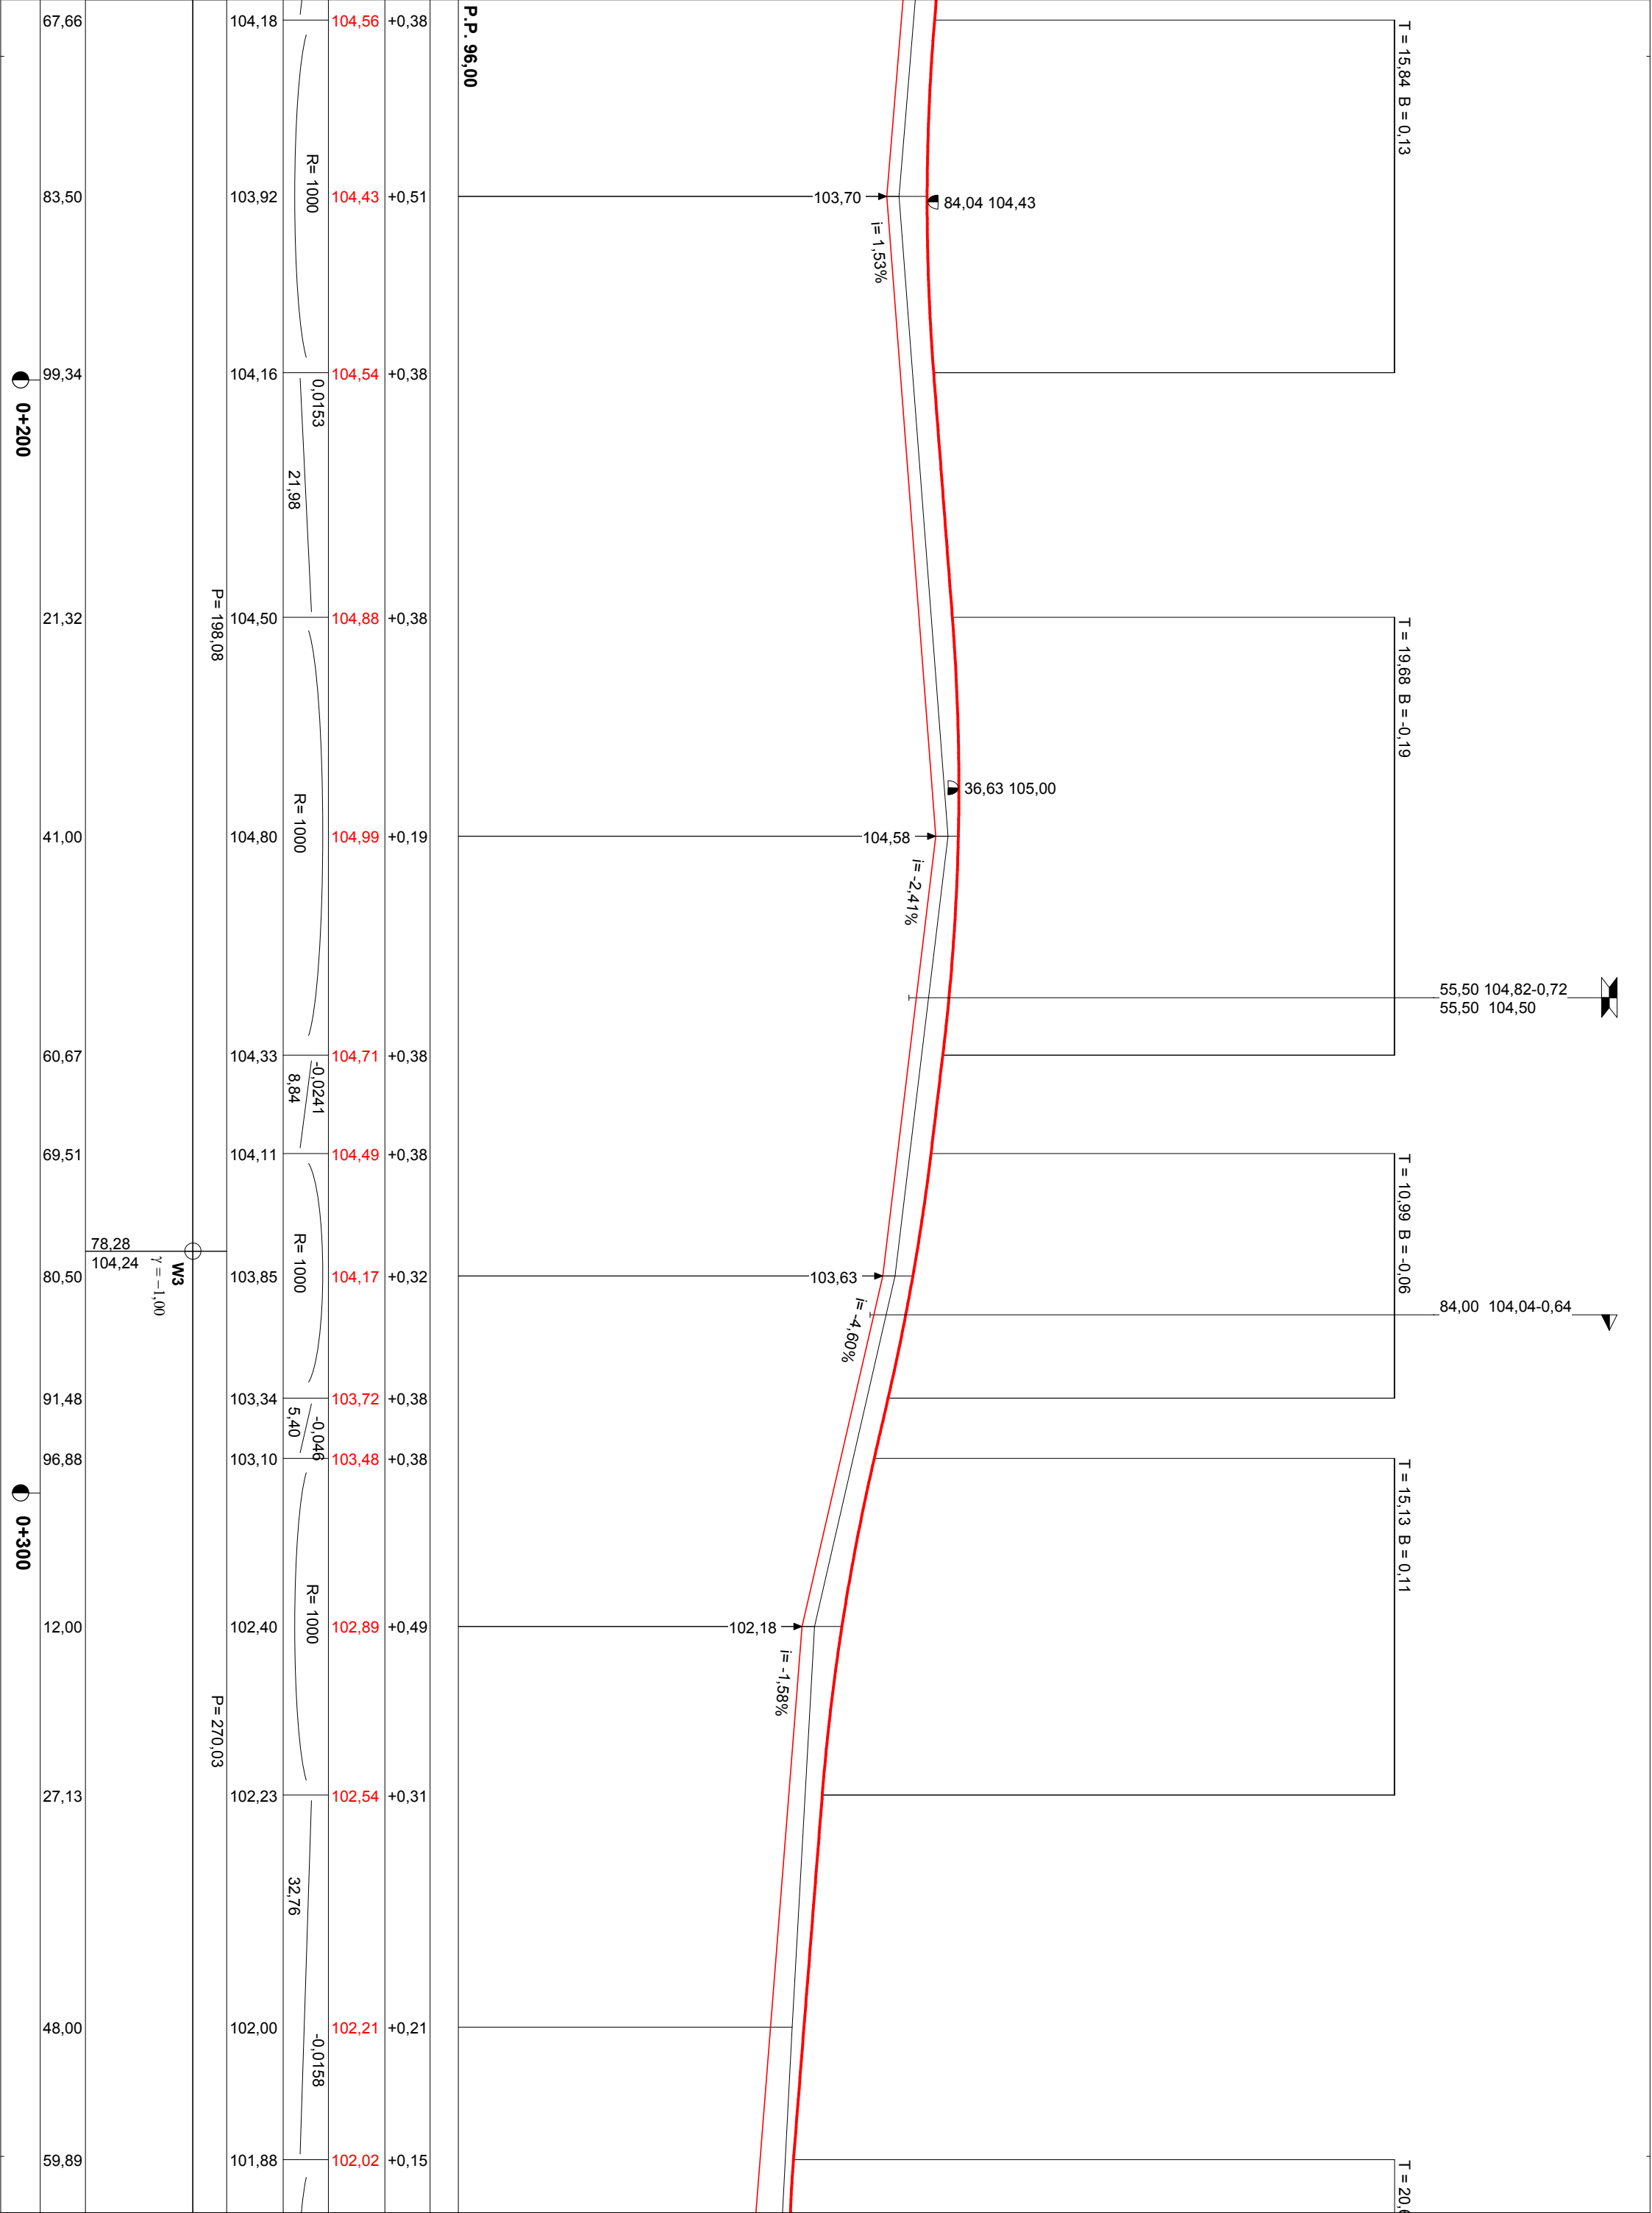 67,66 104,18 104,56 +0,38
P.P. 96,00
T = 15,84 B = 0,13
R= 1000
83,50 103,92 104,43 +0,51 103,70 84,04 104,43
i= 1,53%
99,34 104,16 104,54 +0,38
0+200
0,0153
21,98
21,32 104,50 104,88 +0,38
P= 198,08
T = 19,68 B = -0,19
36,63 105,00
R= 1000
41,00 104,80 104,99 +0,19 104,58
i= -2,41%
55,50 104,82-0,72
55,50 104,50
60,67 104,33 104,71 +0,38
-0,0241
8,84
69,51 104,11 104,49 +0,38
T = 10,99 B = -0,06
78,28
104,24
W3
γ = −1,00
R= 1000
80,50 103,85 104,17 +0,32 103,63
i= -4,60%
84,00 104,04-0,64
91,48 103,34 103,72 +0,38
-0,046
5,40
96,88 103,10 103,48 +0,38
T = 15,13 B = 0,11
0+300
R= 1000
12,00 102,40 102,89 +0,49 102,18
i= -1,58%
P= 270,03
27,13 102,23 102,54 +0,31
32,76
48,00 102,00 102,21 +0,21
-0,0158
59,89 101,88 102,02 +0,15
T = 20,